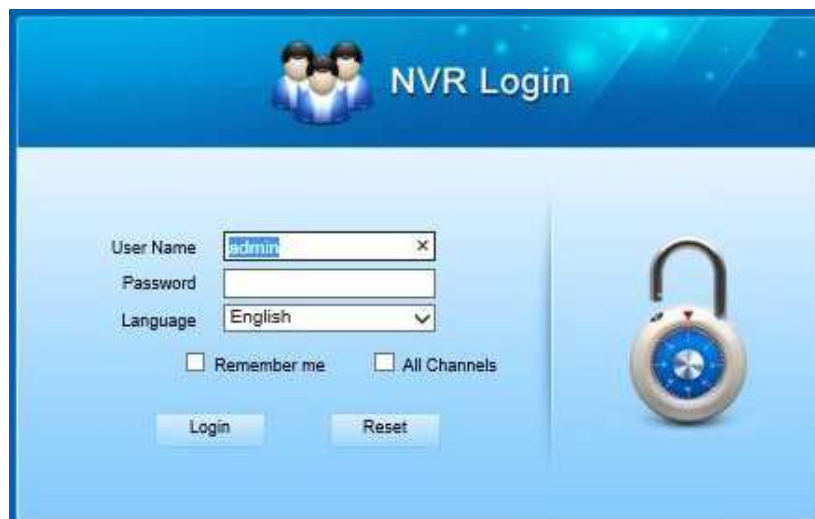 NVR Login
User Name admin ×
Password
Language English
Remember me All Channels
Login Reset